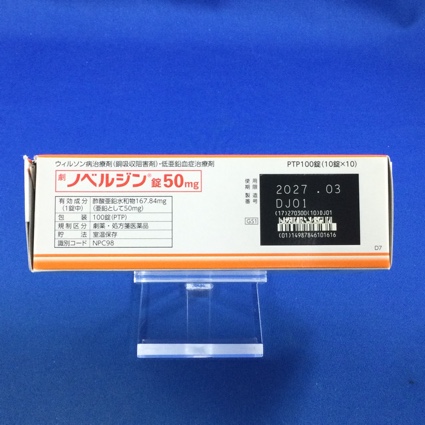 ウィルソン病治療剤(銅吸収阻害剤)・低亜鉛血症治療剤
PTP100錠(10錠×10)
劇 ノベルジン®錠50mg
有効成分(1錠中) 酢酸亜鉛水和物167.84mg(亜鉛として50mg)
包装 100錠(PTP)
規制区分 劇薬・処方箋医薬品
貯法 室温保存
識別コード NPC98
使用期限 2027.03
製造番号 DJ01
(17)270300(10)DJ01
(01)14987846101616
D7